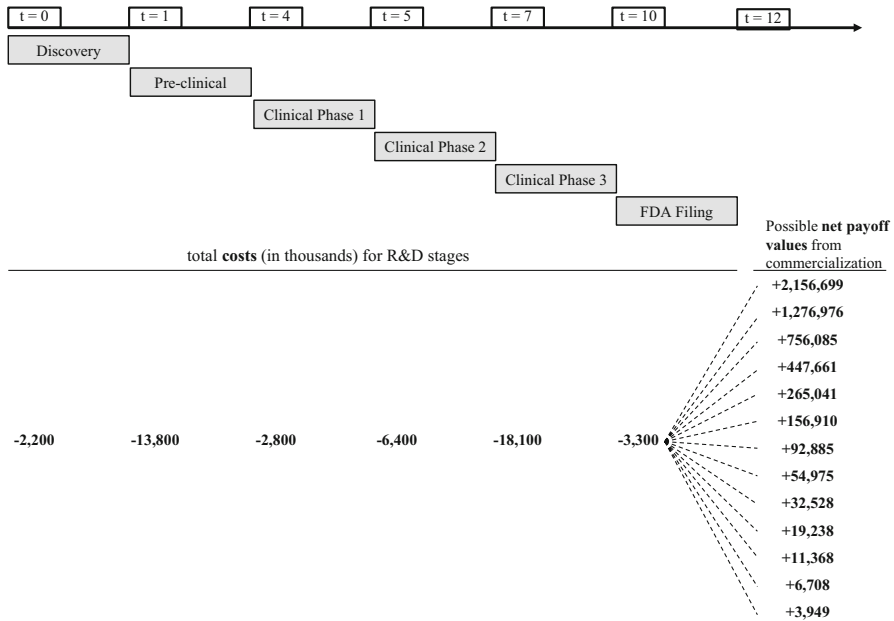 t = 0 t = 1 t = 4 t = 5 t = 7 t = 10 t = 12
Discovery
Pre-clinical
Clinical Phase 1
Clinical Phase 2
Clinical Phase 3
FDA Filing
Possible net payoff
values from
commercialization
total costs (in thousands) for R&D stages
+2,156,699
+1,276,976
+756,085
+447,661
+265,041
+156,910
-2,200 -13,800 -2,800 -6,400 -18,100 -3,300
+92,885
+54,975
+32,528
+19,238
+11,368
+6,708
+3,949